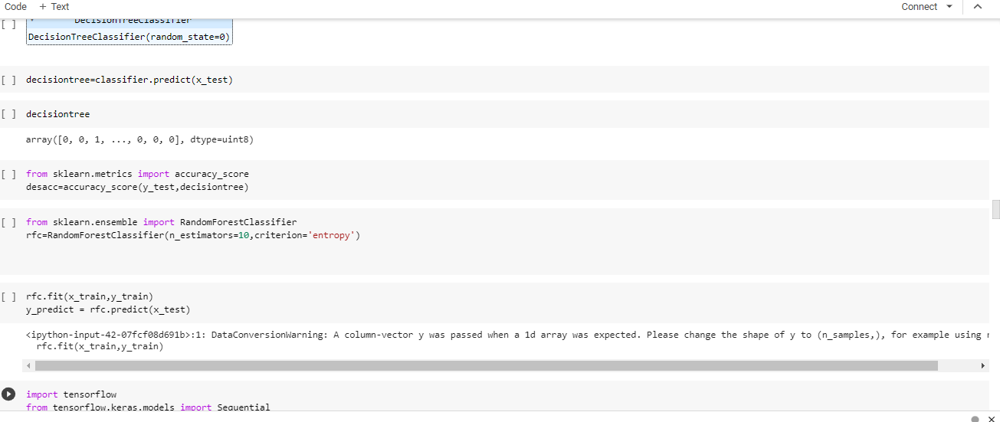 Code + Text Connect
[ ] DecisionTreeClassifier
DecisionTreeClassifier(random_state=0)
[ ] decisiontree=classifier.predict(x_test)
[ ] decisiontree
array([0, 0, 1, ..., 0, 0, 0], dtype=uint8)
[ ] from sklearn.metrics import accuracy_score
desacc=accuracy_score(y_test,decisiontree)
[ ] from sklearn.ensemble import RandomForestClassifier
rfc=RandomForestClassifier(n_estimators=10,criterion='entropy')
[ ] rfc.fit(x_train,y_train)
y_predict = rfc.predict(x_test)
<ipython-input-42-07fcf08d691b>:1: DataConversionWarning: A column-vector y was passed when a 1d array was expected. Please change the shape of y to (n_samples,), for example using
rfc.fit(x_train,y_train)
import tensorflow
from tensorflow.keras.models import Sequential